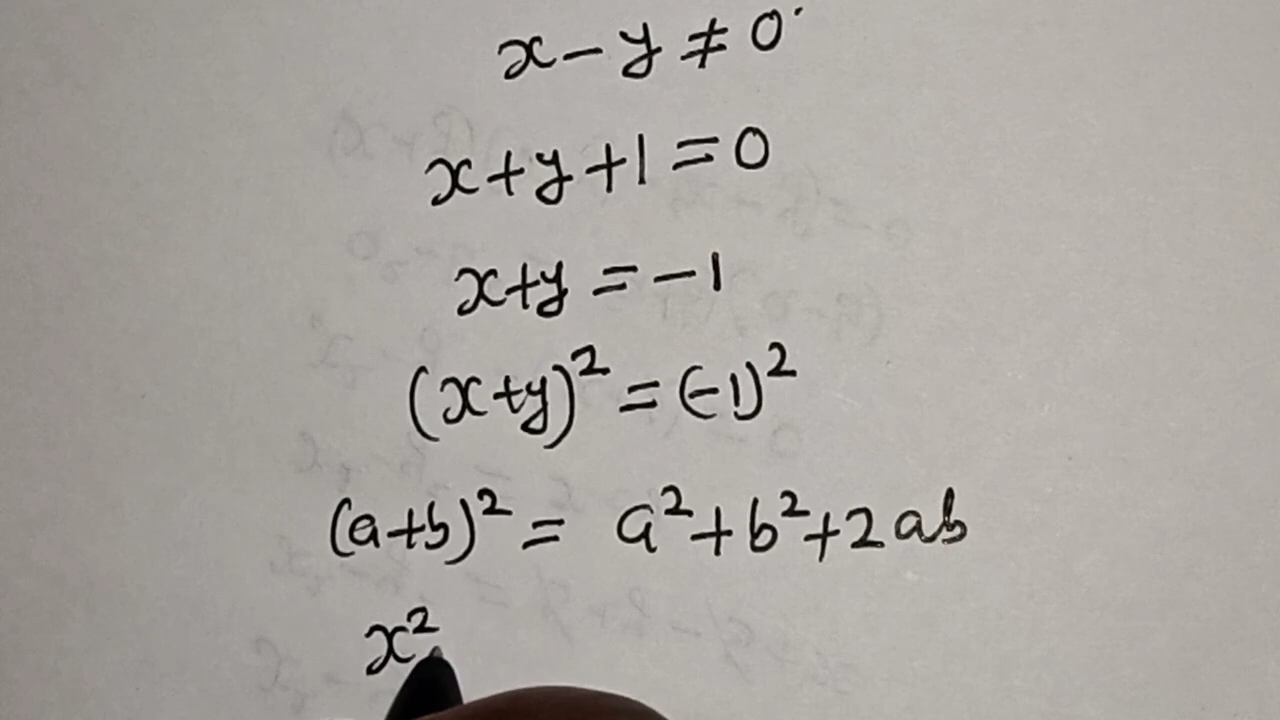 x - y ≠ 0
x + y + 1 = 0
x + y = -1
(x + y)² = (-1)²
(a + b)² = a² + b² + 2ab
x²